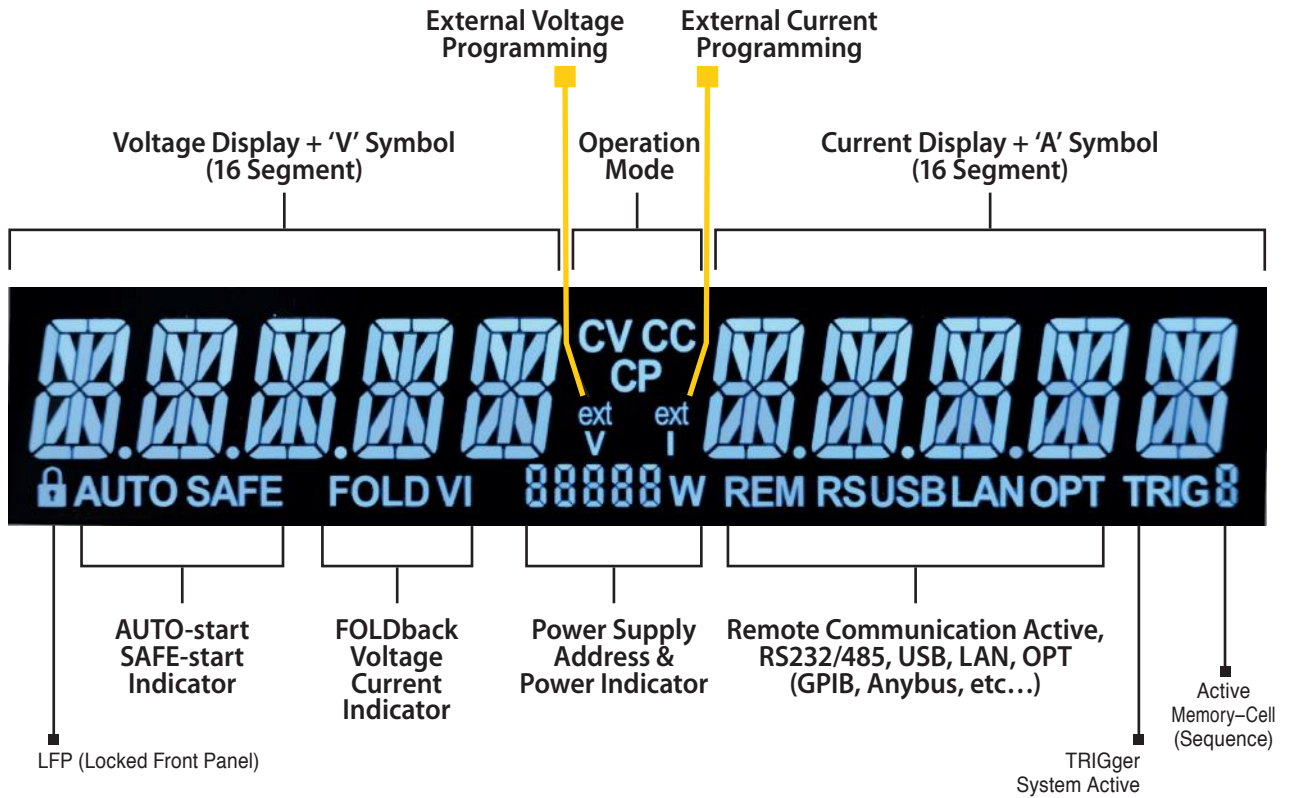 External Voltage
Programming
External Current
Programming
Voltage Display + ‘V’ Symbol
(16 Segment)
Operation
Mode
Current Display + ‘A’ Symbol
(16 Segment)
CV CC
CP
ext
V
ext
I
AUTO SAFE FOLD VI 88888 W REM RS USB LAN OPT TRIG 8
AUTO-start
SAFE-start
Indicator
FOLDback
Voltage
Current
Indicator
Power Supply
Address &
Power Indicator
Remote Communication Active,
RS232/485, USB, LAN, OPT
(GPIB, Anybus, etc…)
Active
Memory–Cell
(Sequence)
LFP (Locked Front Panel)
TRIGger
System Active